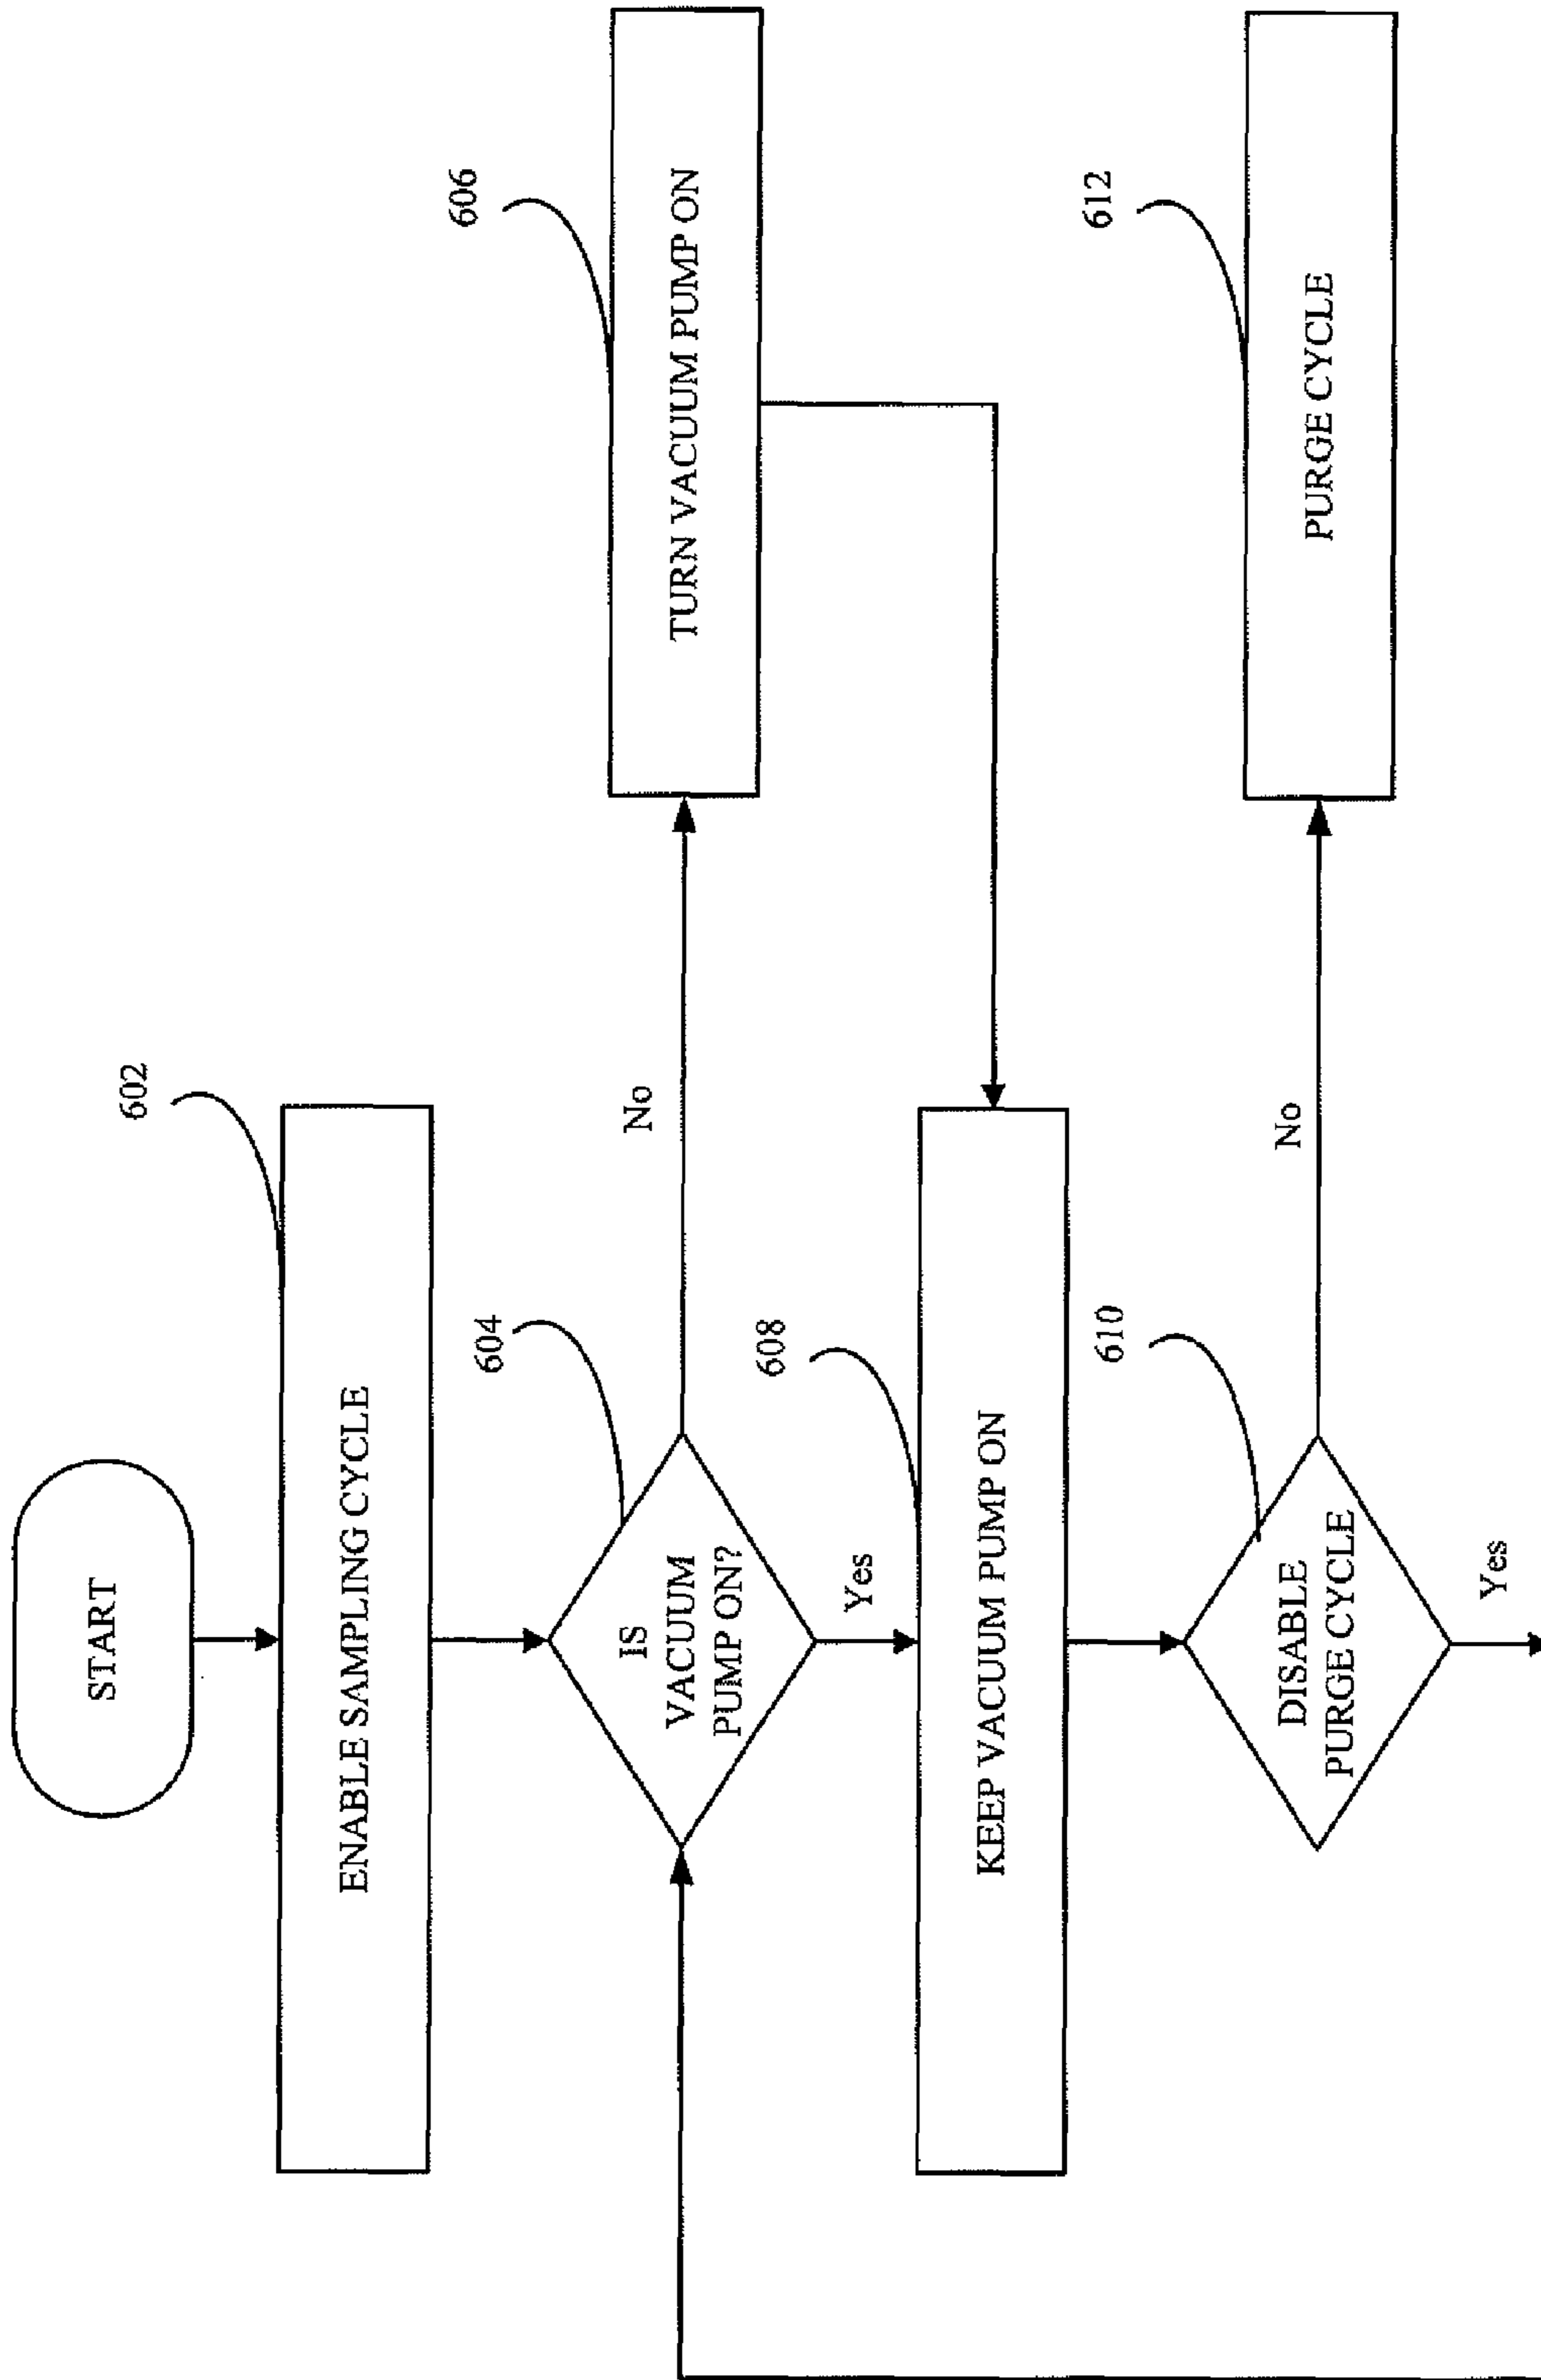 START
602
ENABLE SAMPLING CYCLE
604
IS
VACUUM
PUMP ON?
No
606
TURN VACUUM PUMP ON
Yes
608
KEEP VACUUM PUMP ON
610
DISABLE
PURGE CYCLE
No
612
PURGE CYCLE
Yes